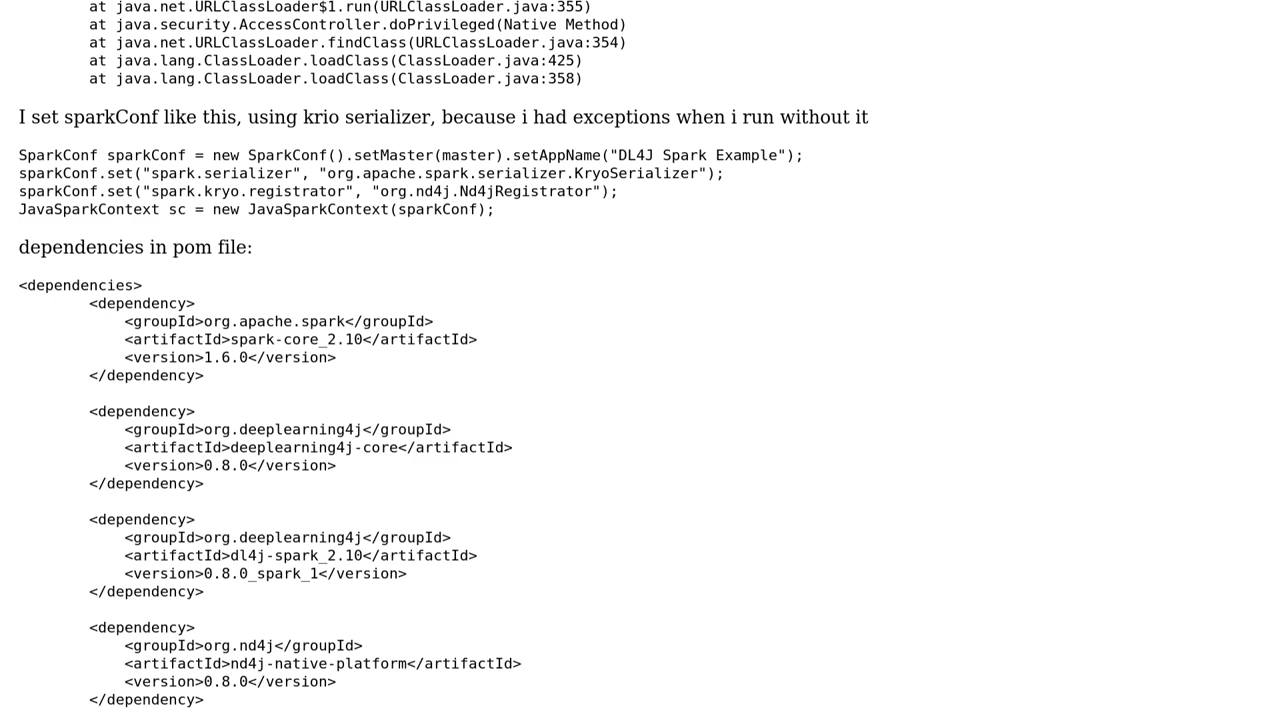 at java.net.URLClassLoader$1.run(URLClassLoader.java:355)
at java.security.AccessController.doPrivileged(Native Method)
at java.net.URLClassLoader.findClass(URLClassLoader.java:354)
at java.lang.ClassLoader.loadClass(ClassLoader.java:425)
at java.lang.ClassLoader.loadClass(ClassLoader.java:358)
I set sparkConf like this, using krio serializer, because i had exceptions when i run without it
SparkConf sparkConf = new SparkConf().setMaster(master).setAppName("DL4J Spark Example");
sparkConf.set("spark.serializer", "org.apache.spark.serializer.KryoSerializer");
sparkConf.set("spark.kryo.registrator", "org.nd4j.Nd4jRegistrator");
JavaSparkContext sc = new JavaSparkContext(sparkConf);
dependencies in pom file:
<dependencies>
<dependency>
<groupId>org.apache.spark</groupId>
<artifactId>spark-core_2.10</artifactId>
<version>1.6.0</version>
</dependency>
<dependency>
<groupId>org.deeplearning4j</groupId>
<artifactId>deeplearning4j-core</artifactId>
<version>0.8.0</version>
</dependency>
<dependency>
<groupId>org.deeplearning4j</groupId>
<artifactId>dl4j-spark_2.10</artifactId>
<version>0.8.0_spark_1</version>
</dependency>
<dependency>
<groupId>org.nd4j</groupId>
<artifactId>nd4j-native-platform</artifactId>
<version>0.8.0</version>
</dependency>